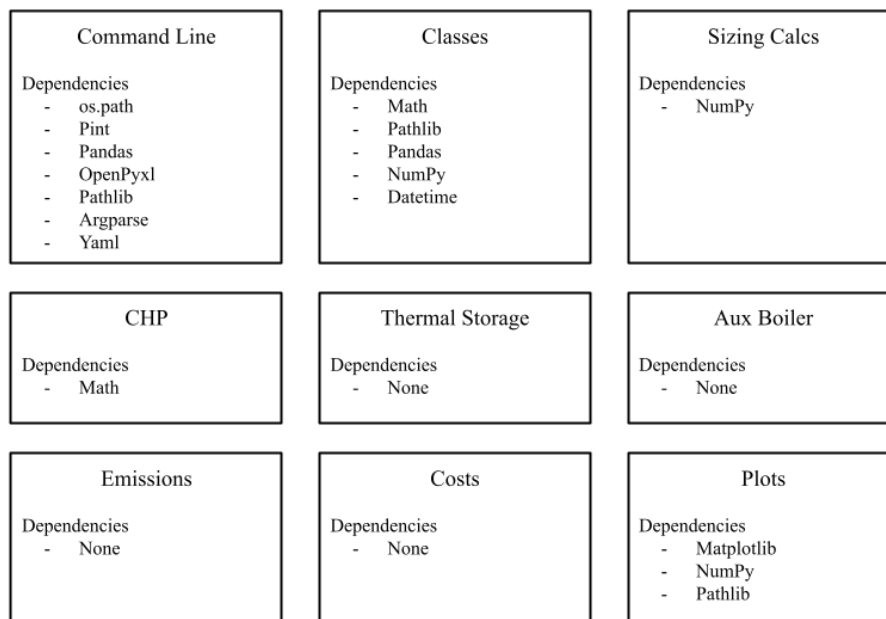 Command Line
Dependencies
- os.path
- Pint
- Pandas
- OpenPyxl
- Pathlib
- Argparse
- Yaml
Classes
Dependencies
- Math
- Pathlib
- Pandas
- NumPy
- Datetime
Sizing Calcs
Dependencies
- NumPy
CHP
Dependencies
- Math
Thermal Storage
Dependencies
- None
Aux Boiler
Dependencies
- None
Emissions
Dependencies
- None
Costs
Dependencies
- None
Plots
Dependencies
- Matplotlib
- NumPy
- Pathlib